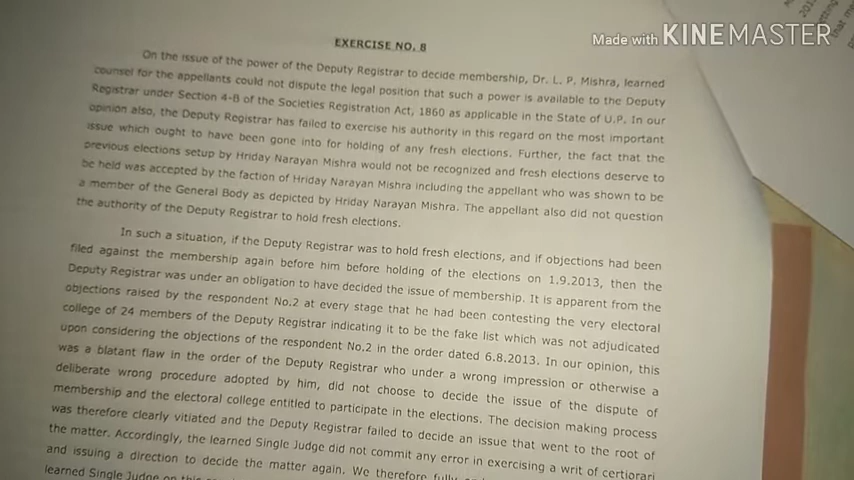 Made with KINEMASTER
EXERCISE NO. 8
On the issue of the power of the Deputy Registrar to decide membership, Dr. L. P. Mishra, learned
counsel for the appellants could not dispute the legal position that such a power is available to the Deputy
Registrar under Section 4-B of the Societies Registration Act, 1860 as applicable in the State of U.P. In our
opinion also, the Deputy Registrar has failed to exercise his authority in this regard on the most important
issue which ought to have been gone into for holding of any fresh elections. Further, the fact that the
previous elections setup by Hriday Narayan Mishra would not be recognized and fresh elections deserve to
be held was accepted by the faction of Hriday Narayan Mishra including the appellant who was shown to be
a member of the General Body as depicted by Hriday Narayan Mishra. The appellant also did not question
the authority of the Deputy Registrar to hold fresh elections.
In such a situation, if the Deputy Registrar was to hold fresh elections, and if objections had been
filed against the membership again before him before holding of the elections on 1.9.2013, then the
Deputy Registrar was under an obligation to have decided the issue of membership. It is apparent from the
objections raised by the respondent No.2 at every stage that he had been contesting the very electoral
college of 24 members of the Deputy Registrar indicating it to be the fake list which was not adjudicated
upon considering the objections of the respondent No.2 in the order dated 6.8.2013. In our opinion, this
was a blatant flaw in the order of the Deputy Registrar who under a wrong impression or otherwise a
deliberate wrong procedure adopted by him, did not choose to decide the issue of the dispute of
membership and the electoral college entitled to participate in the elections. The decision making process
was therefore clearly vitiated and the Deputy Registrar failed to decide an issue that went to the root of
the matter. Accordingly, the learned Single Judge did not commit any error in exercising a writ of certiorari
and issuing a direction to decide the matter again. We therefore fully
learned Single Judge on this